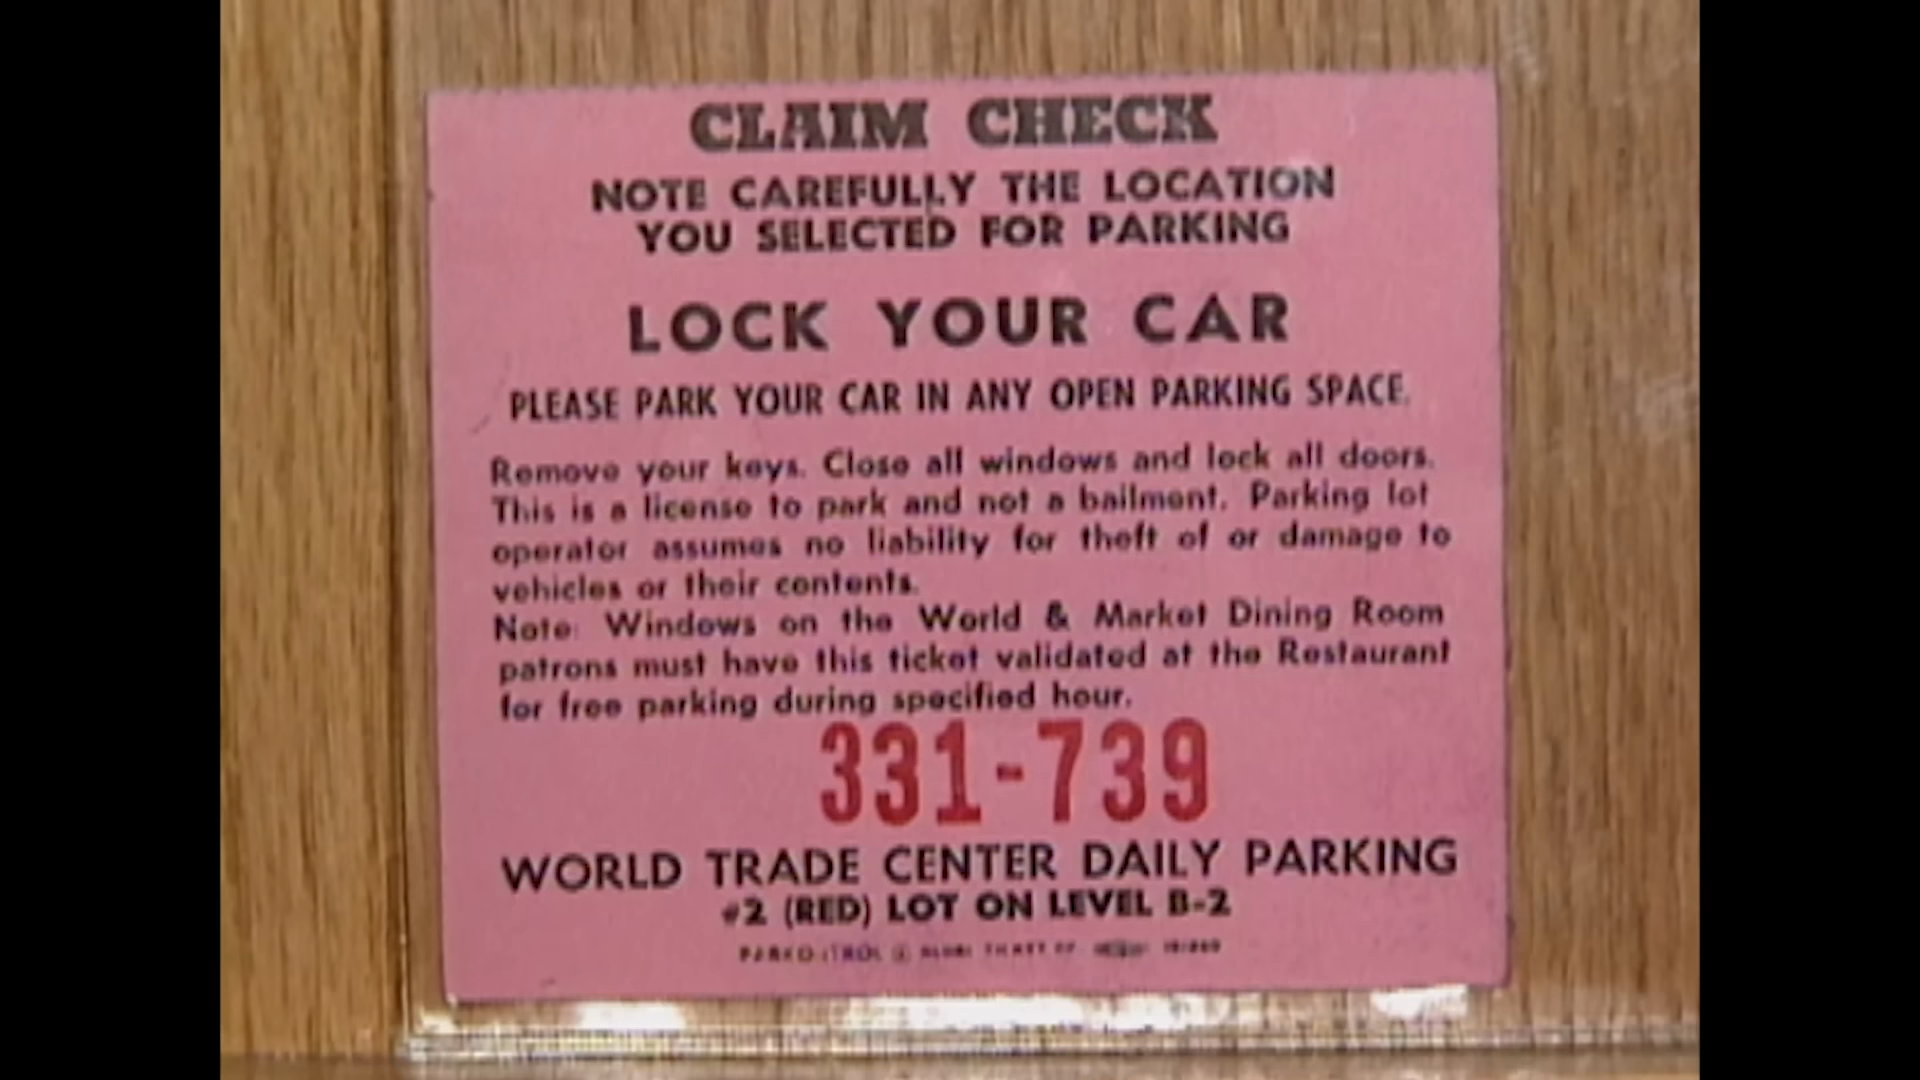 CLAIM CHECK
NOTE CAREFULLY THE LOCATION
YOU SELECTED FOR PARKING
LOCK YOUR CAR
PLEASE PARK YOUR CAR IN ANY OPEN PARKING SPACE.
Remove your keys. Close all windows and lock all doors.
This is a license to park and not a bailment. Parking lot
operator assumes no liability for theft of or damage to
vehicles or their contents.
Note: Windows on the World & Market Dining Room
patrons must have this ticket validated at the Restaurant
for free parking during specified hour.
331-739
WORLD TRADE CENTER DAILY PARKING
#2 (RED) LOT ON LEVEL B-2